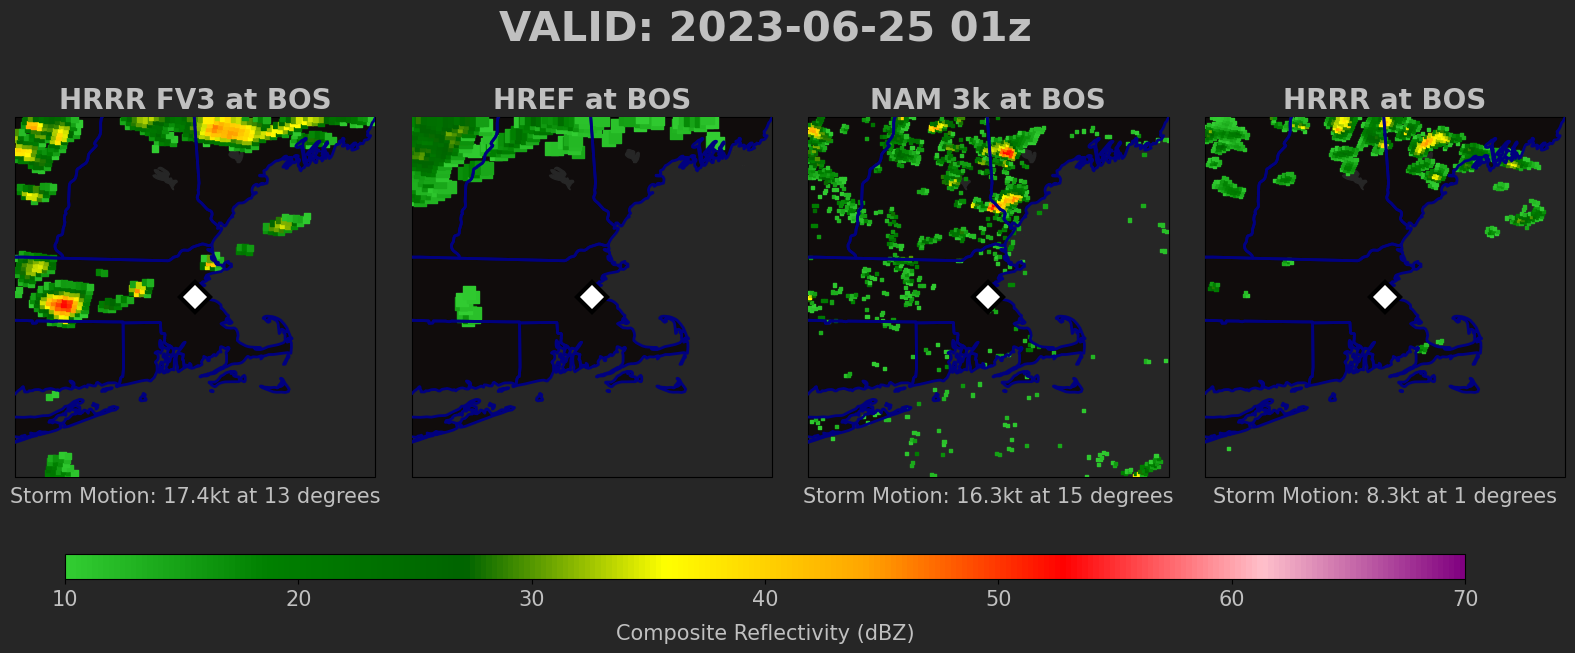 VALID: 2023-06-25 01z
HRRR FV3 at BOS
HREF at BOS
NAM 3k at BOS
HRRR at BOS
Storm Motion: 17.4kt at 13 degrees
Storm Motion: 16.3kt at 15 degrees
Storm Motion: 8.3kt at 1 degrees
10 20 30 40 50 60 70
Composite Reflectivity (dBZ)